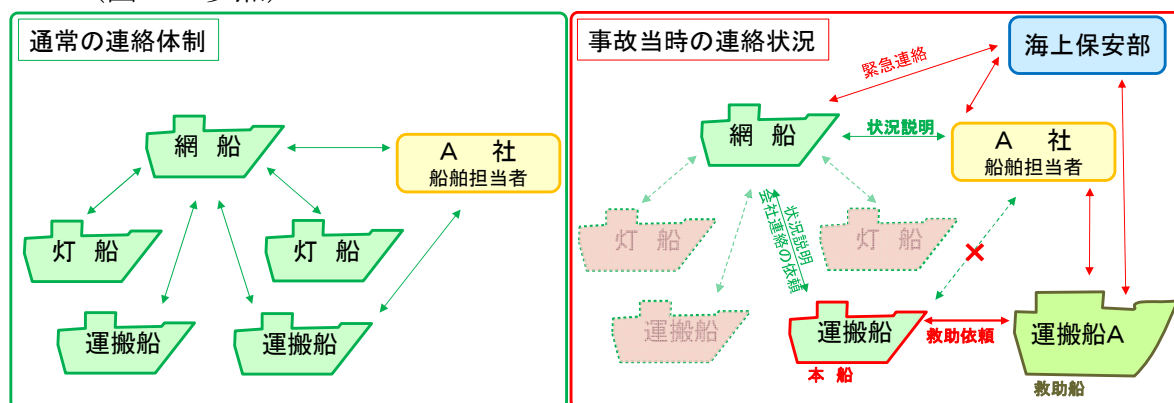 通常の連絡体制
網 船
A 社
船舶担当者
灯 船
灯 船
運搬船
運搬船
事故当時の連絡状況
海上保安部
緊急連絡
網 船
状況説明
A 社
船舶担当者
灯 船
灯 船
状況説明
会社連絡の依頼
運搬船
運搬船
本 船
救助依頼
運搬船A
救助船